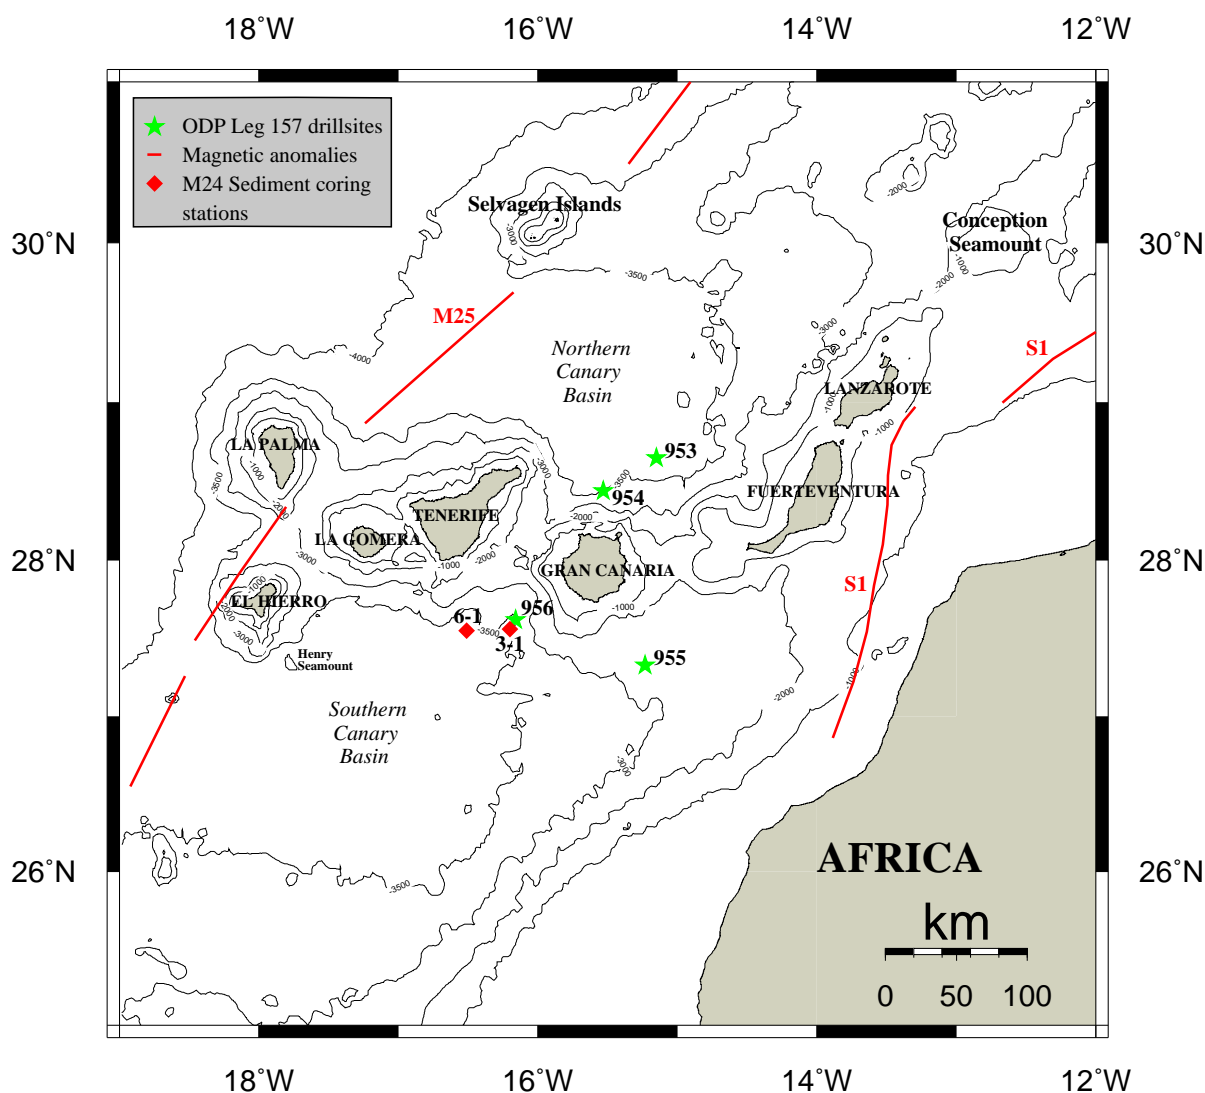 18°W 16°W 14°W 12°W
ODP Leg 157 drillsites
Magnetic anomalies
M24 Sediment coring
stations
Selvagen Islands
Conception
Seamount
30°N 30°N
-2000
-3000
-1000
-2000
-3500
M25
-3000
S1
-4000
Northern
Canary
Basin
LANZAROTE
-1000
-1000
LA PALMA
953
-3000
-1000
-3500
-3500
954
FUERTEVENTURA
-2000
TENERIFE
-2000
LA GOMERA
-3000
-2000
-1000
28°N 28°N
GRAN CANARIA
S1
-1000
EL HIERRO
-2000
-3000
-1000
956
6-1
-3500
3-1
Henry
Seamount
955
-1000
-2000
Southern
Canary
Basin
-3000
AFRICA
26°N 26°N
-3500
km
0 50 100
18°W 16°W 14°W 12°W